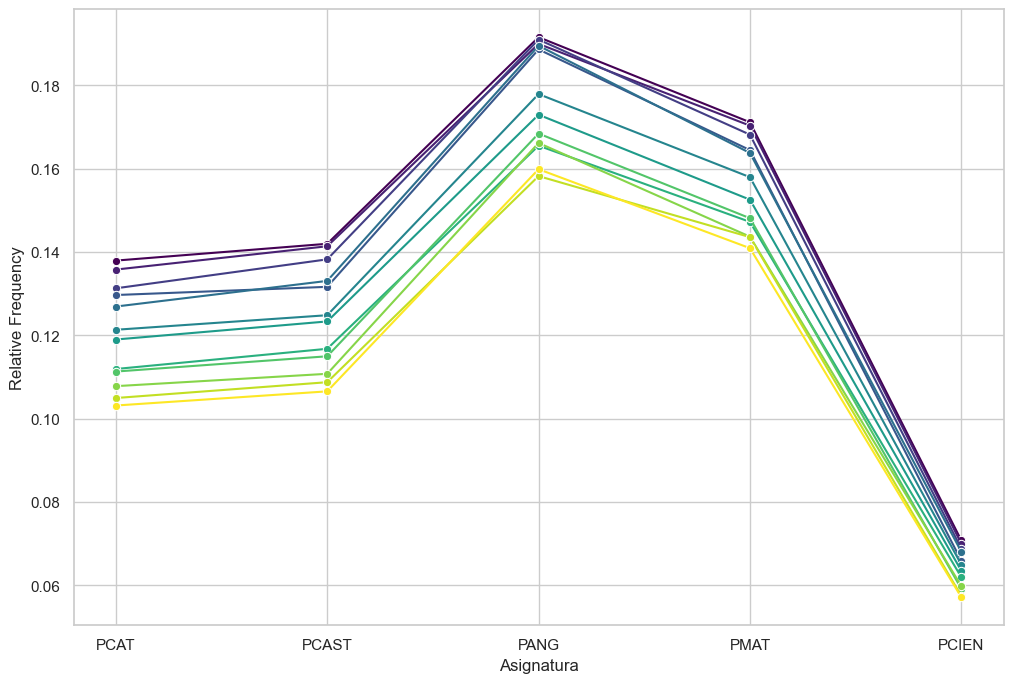 0.18
0.16
0.14
0.12
0.10
0.08
0.06
Relative Frequency
PCAT
PCAST
PANG
PMAT
PCIEN
Asignatura